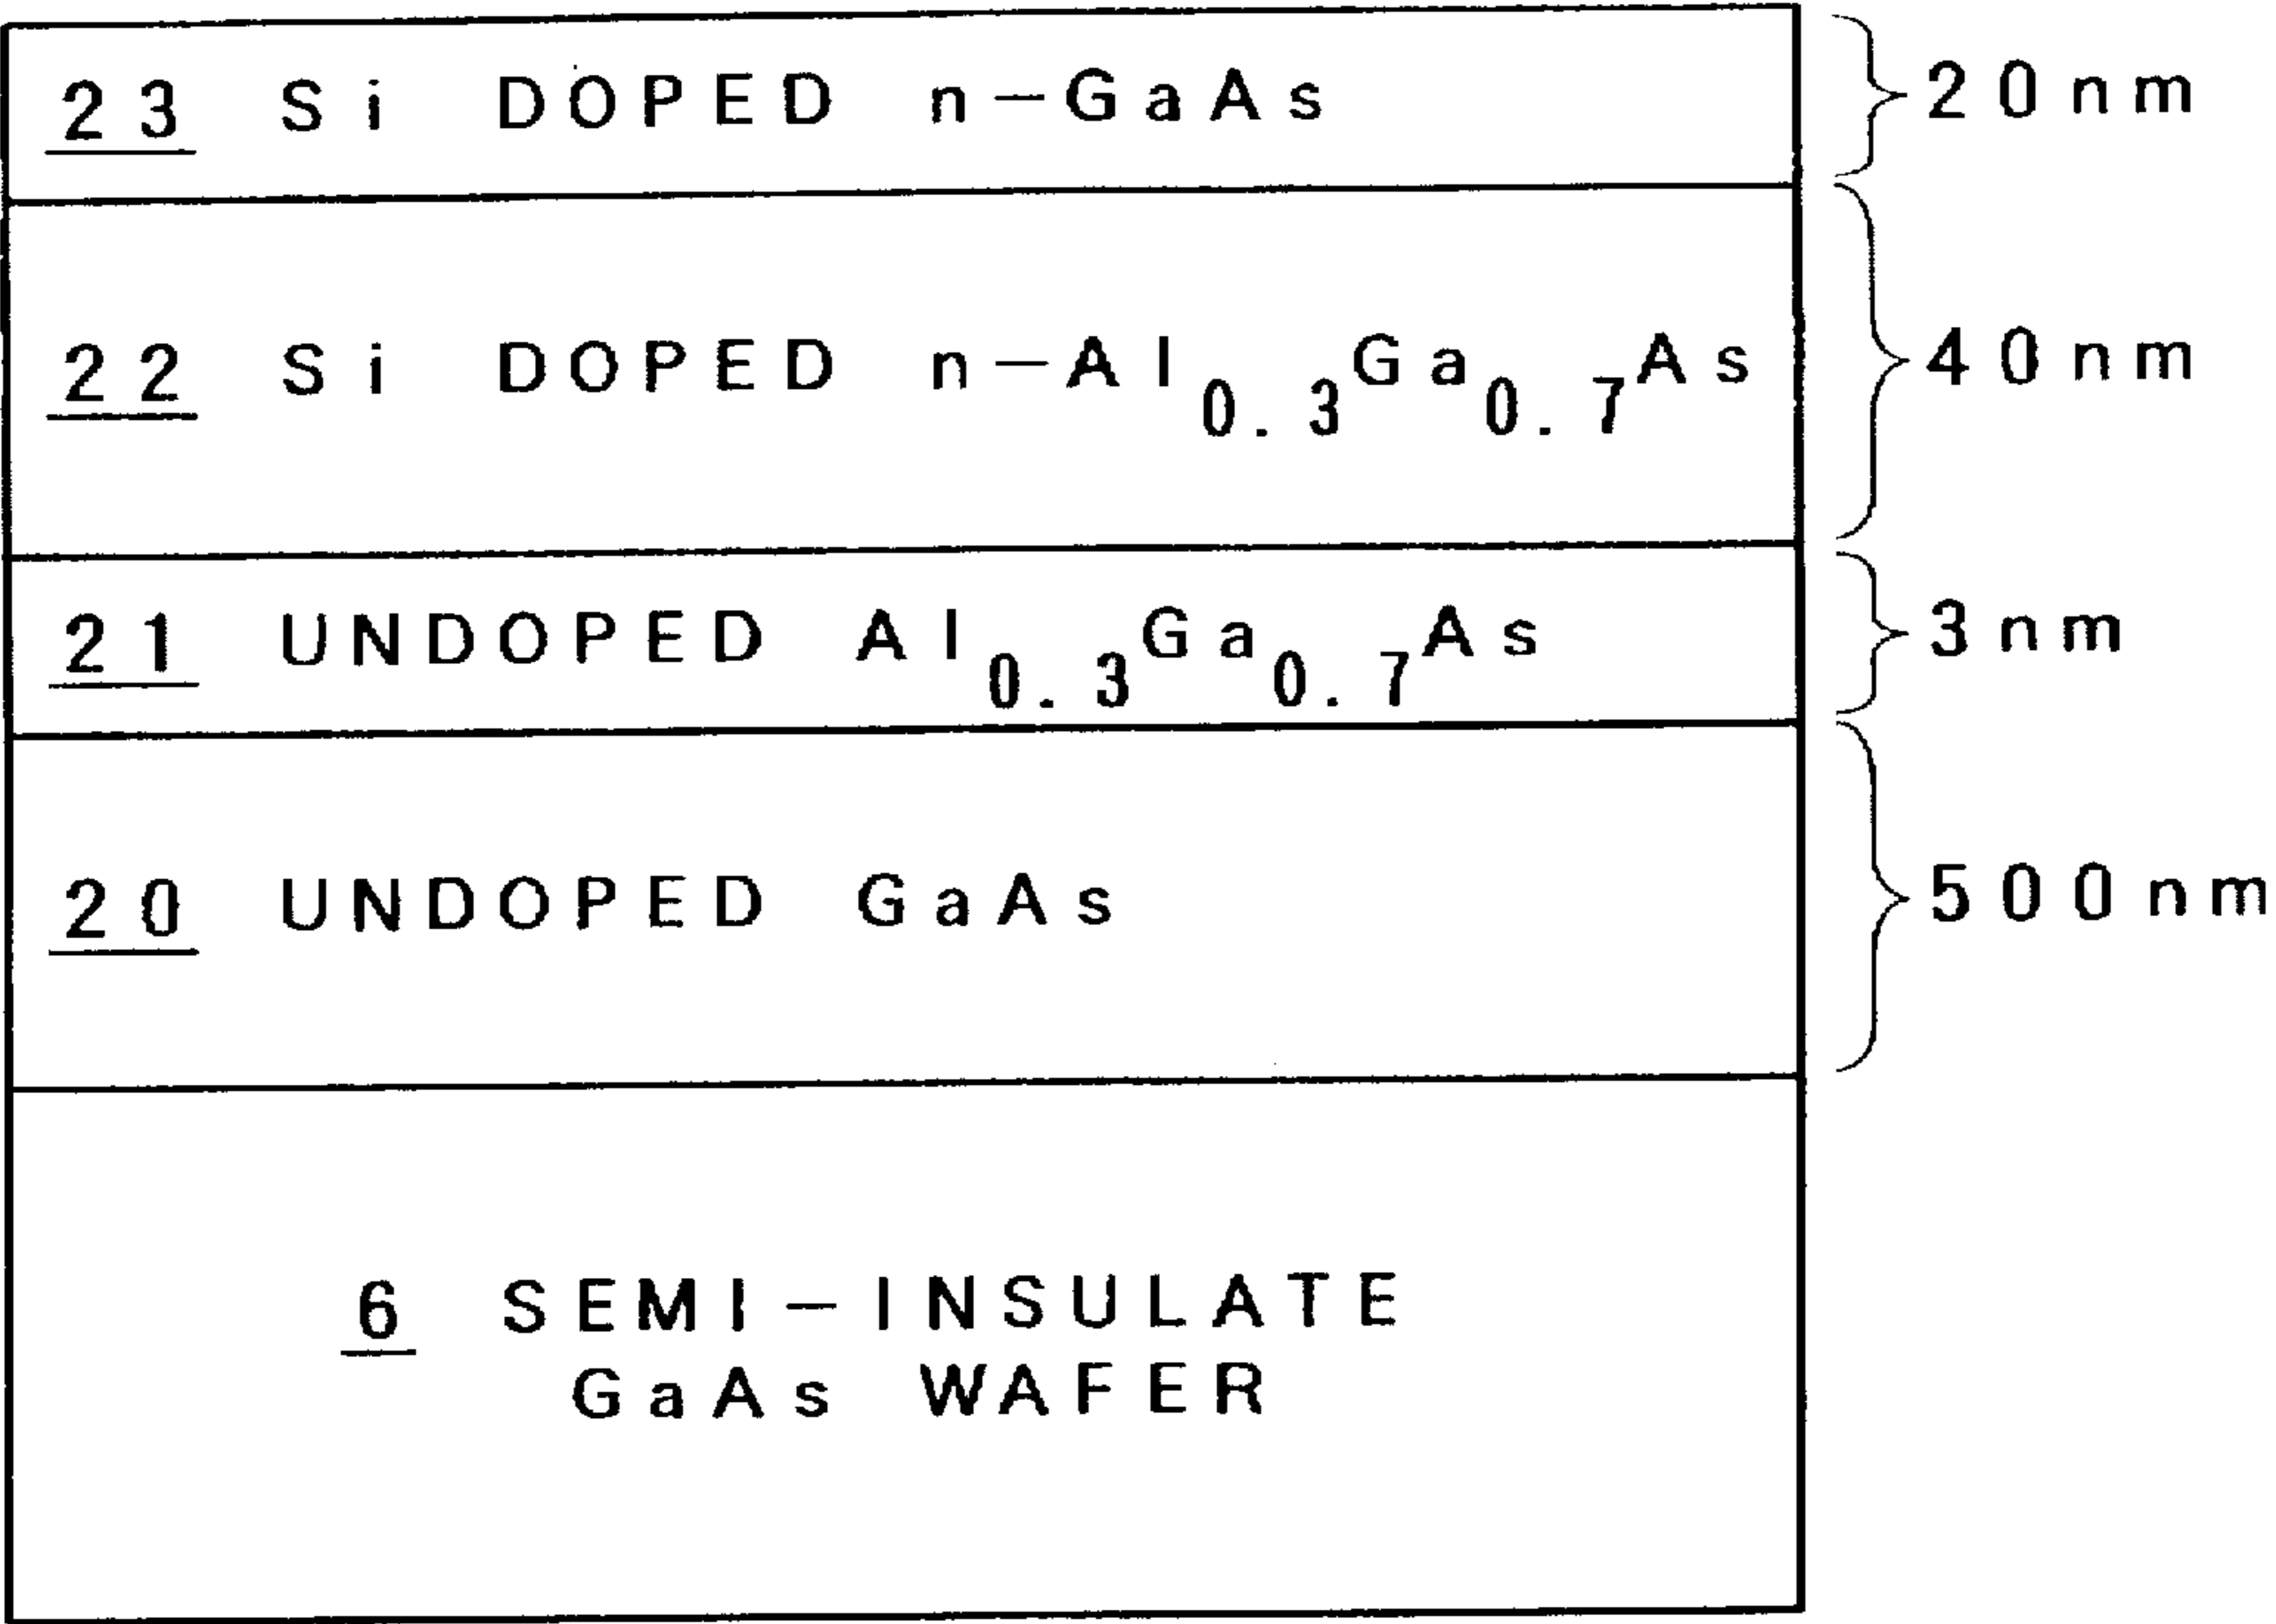 23 Si DOPED n-GaAs 20nm
22 Si DOPED n-Al0.3Ga0.7As 40nm
21 UNDOPED Al0.3Ga0.7As 3nm
20 UNDOPED GaAs 500nm
6 SEMI-INSULATE
GaAs WAFER